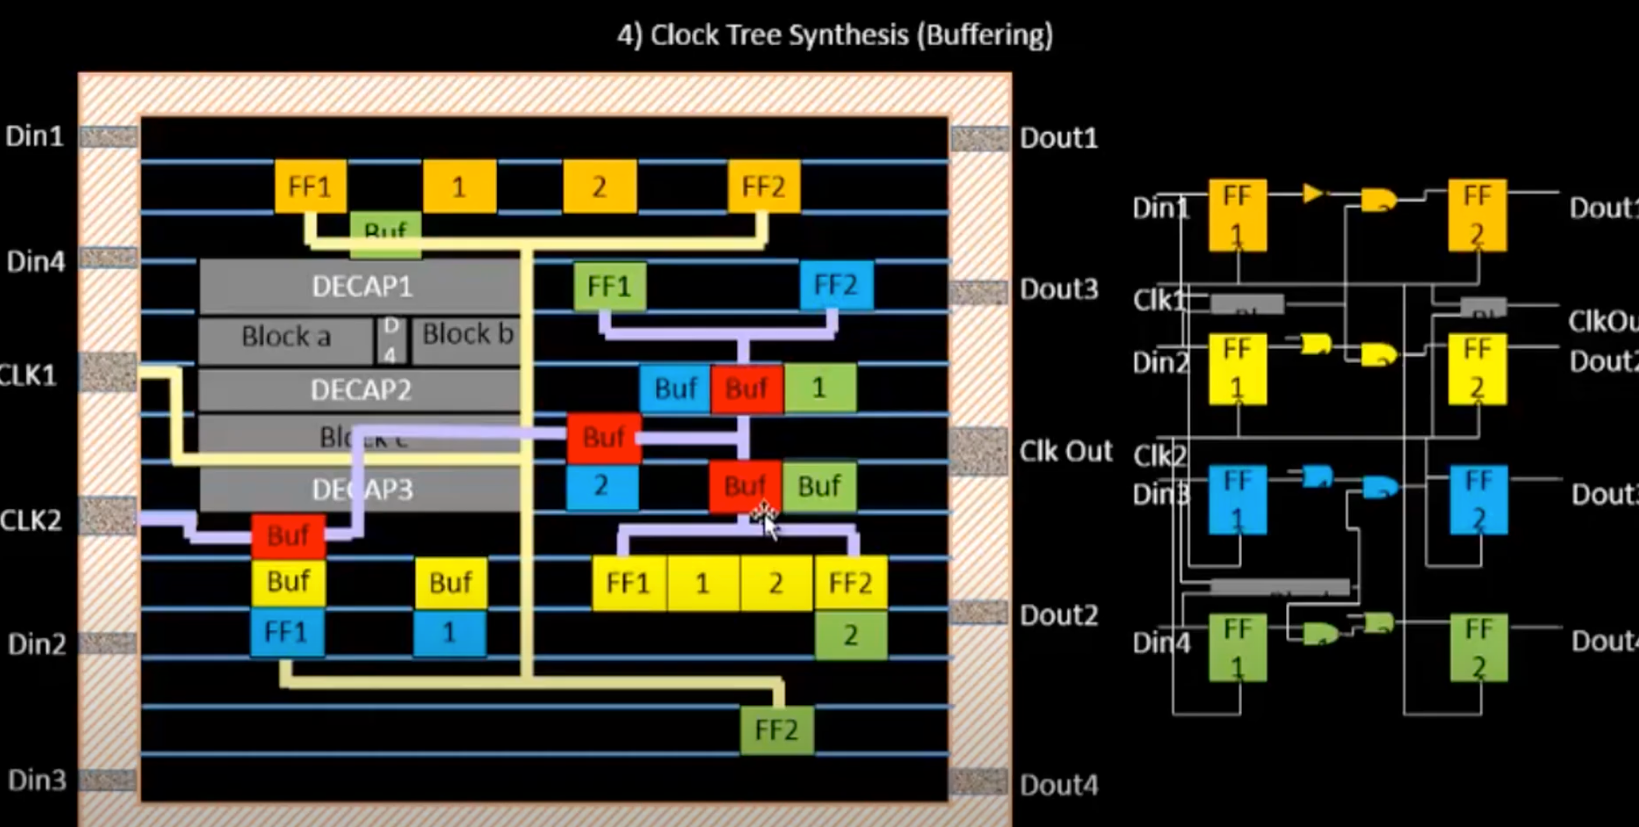 4) Clock Tree Synthesis (Buffering)
Din1
Dout1
FF1 1 2 FF2
Buf
Din4
DECAP1
FF1 FF2
Dout3
Block a D 4 Block b
CLK1
DECAP2
Buf Buf 1
Block c
Buf
Clk Out
DECAP3
2 Buf Buf
CLK2
Buf
Buf Buf
FF1 1 2 FF2
Dout2
Din2
FF1 1
2
FF2
Din3
Dout4
Din1
FF
1
FF
2
Dout1
Clk1
ClkOu
Din2
FF
1
FF
2
Dout2
Clk2
Din3
FF
1
FF
2
Dout3
Din4
FF
1
FF
2
Dout4